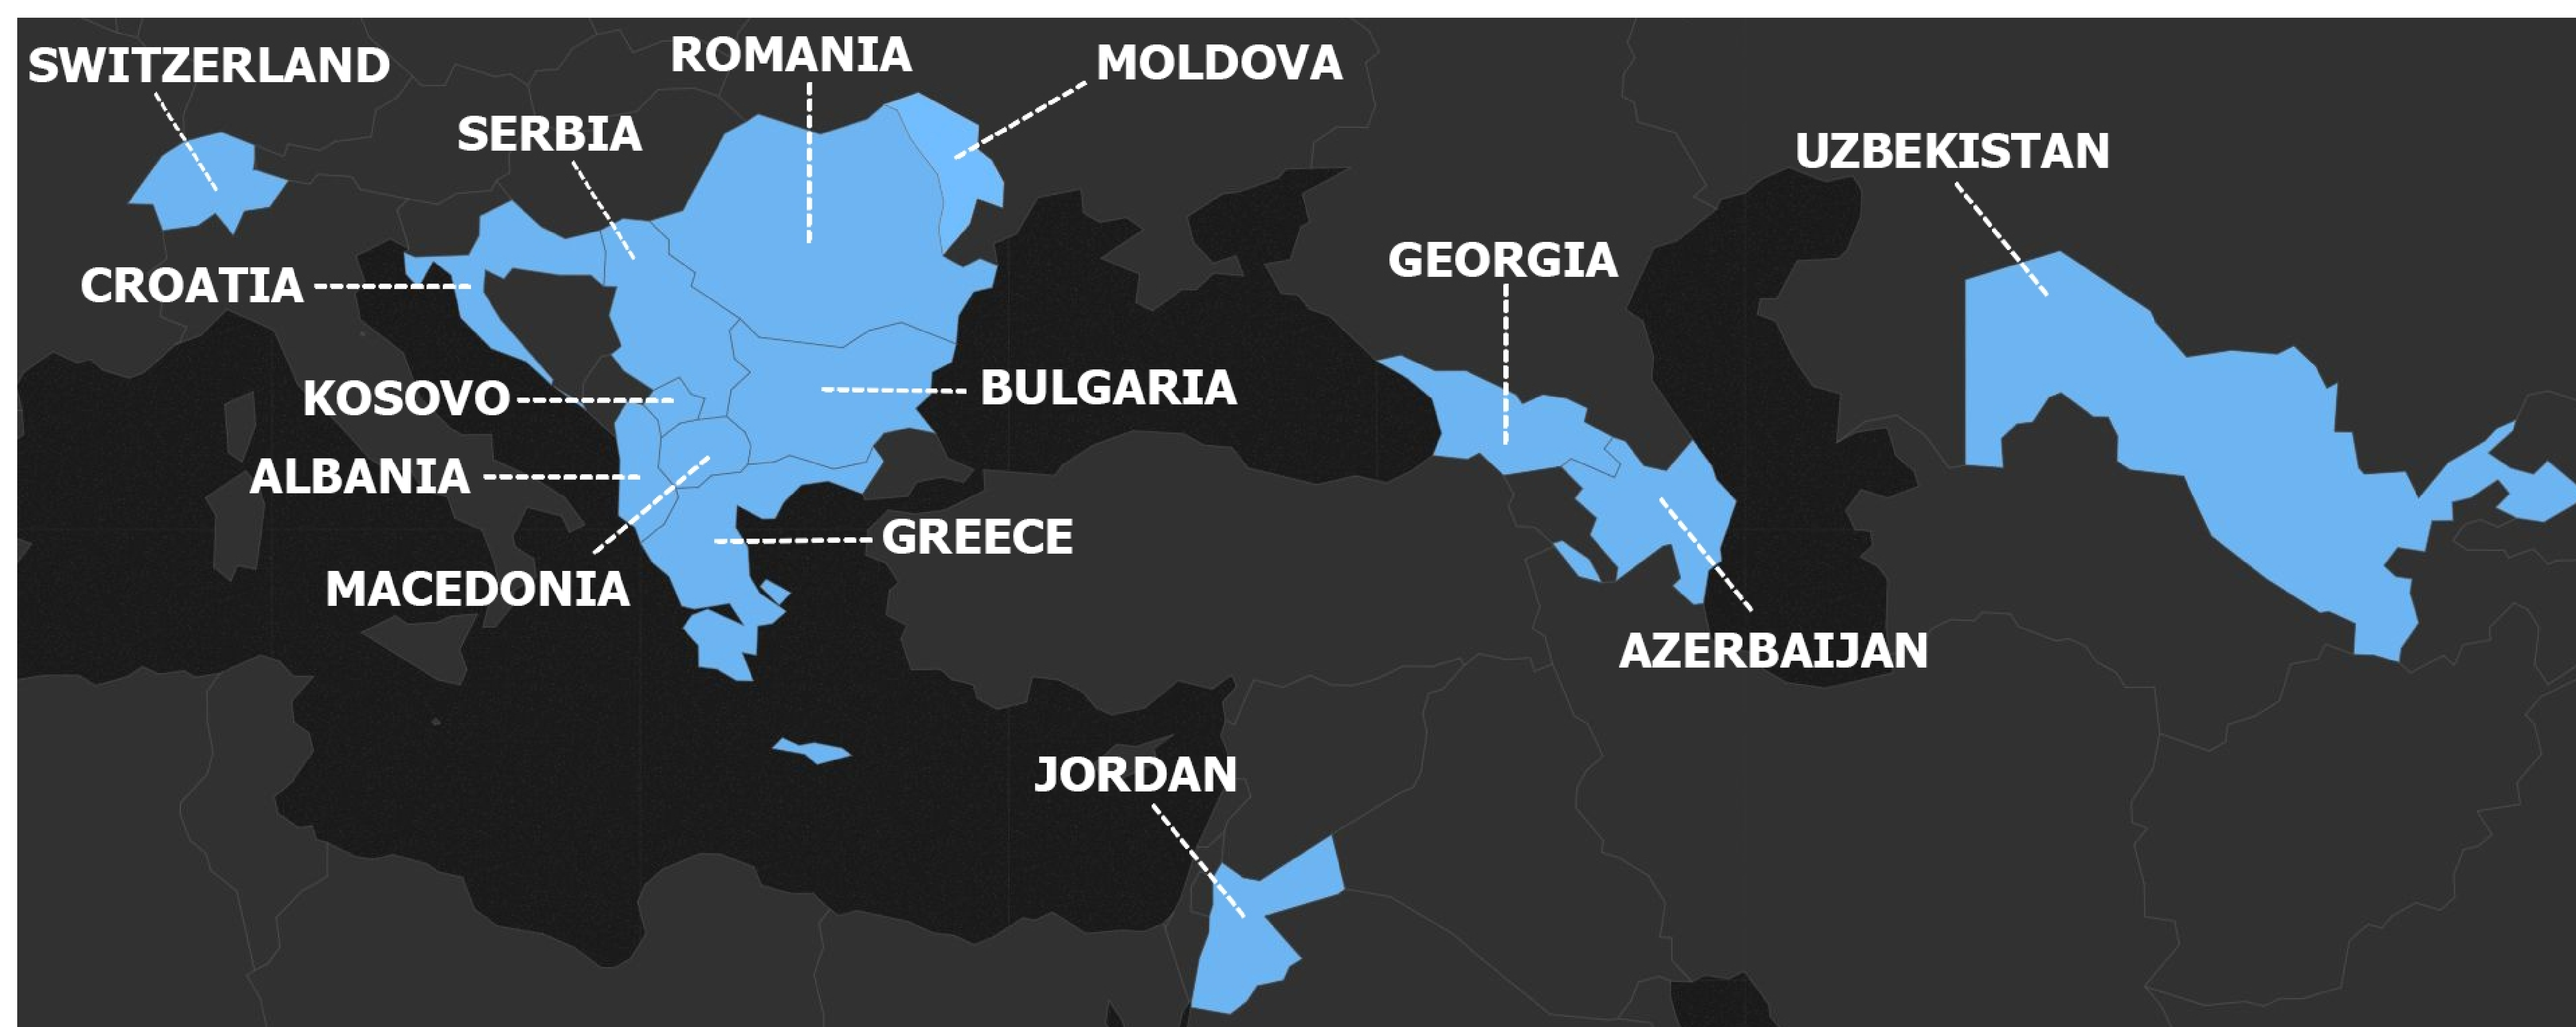 SWITZERLAND
ROMANIA
MOLDOVA
SERBIA
UZBEKISTAN
GEORGIA
CROATIA
KOSOVO
BULGARIA
ALBANIA
GREECE
MACEDONIA
AZERBAIJAN
JORDAN